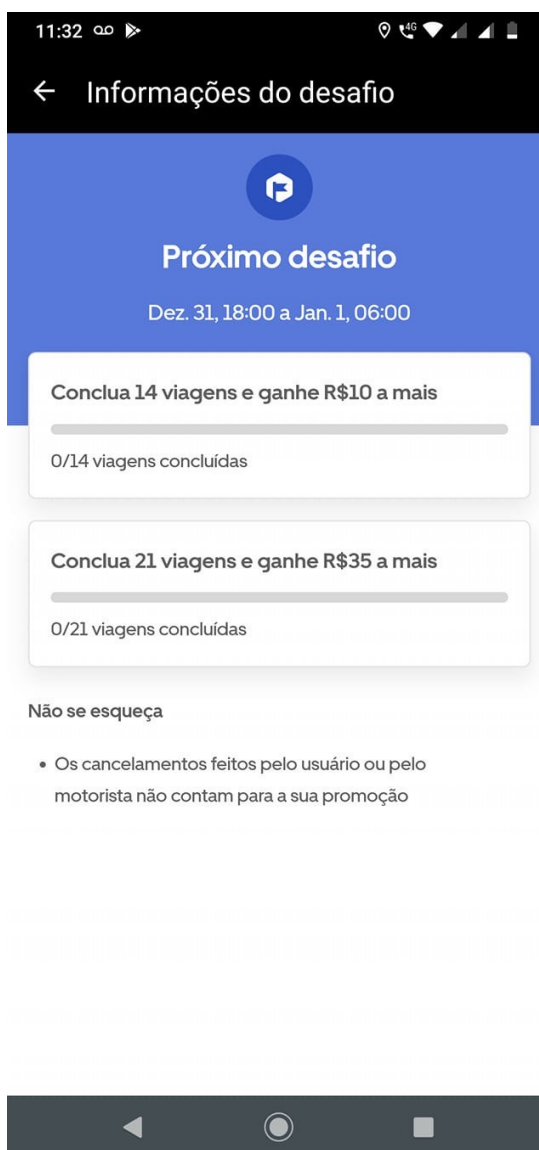 11:32
4G
Informações do desafio
Próximo desafio
Dez. 31, 18:00 a Jan. 1, 06:00
Conclua 14 viagens e ganhe R$10 a mais
0/14 viagens concluídas
Conclua 21 viagens e ganhe R$35 a mais
0/21 viagens concluídas
Não se esqueça
• Os cancelamentos feitos pelo usuário ou pelo
motorista não contam para a sua promoção